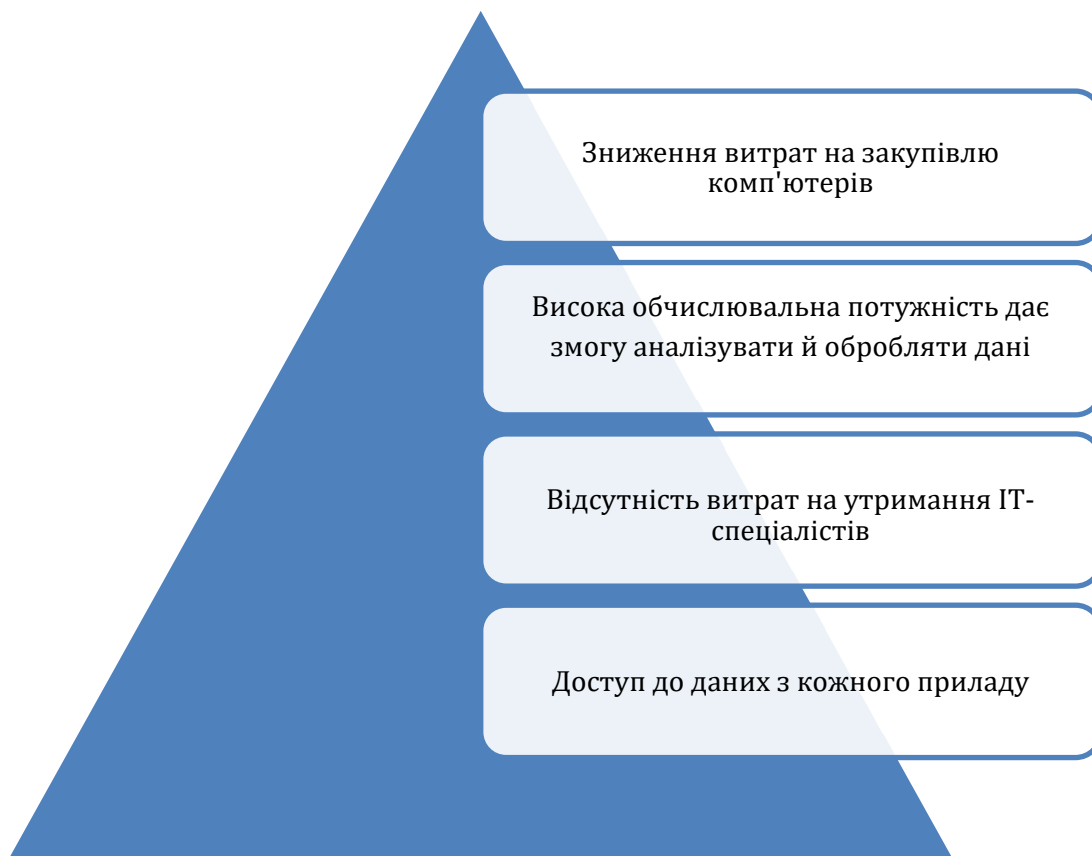 Зниження витрат на закупівлю
комп'ютерів
Висока обчислювальна потужність дає
змогу аналізувати й обробляти дані
Відсутність витрат на утримання ІТ-
спеціалістів
Доступ до даних з кожного приладу